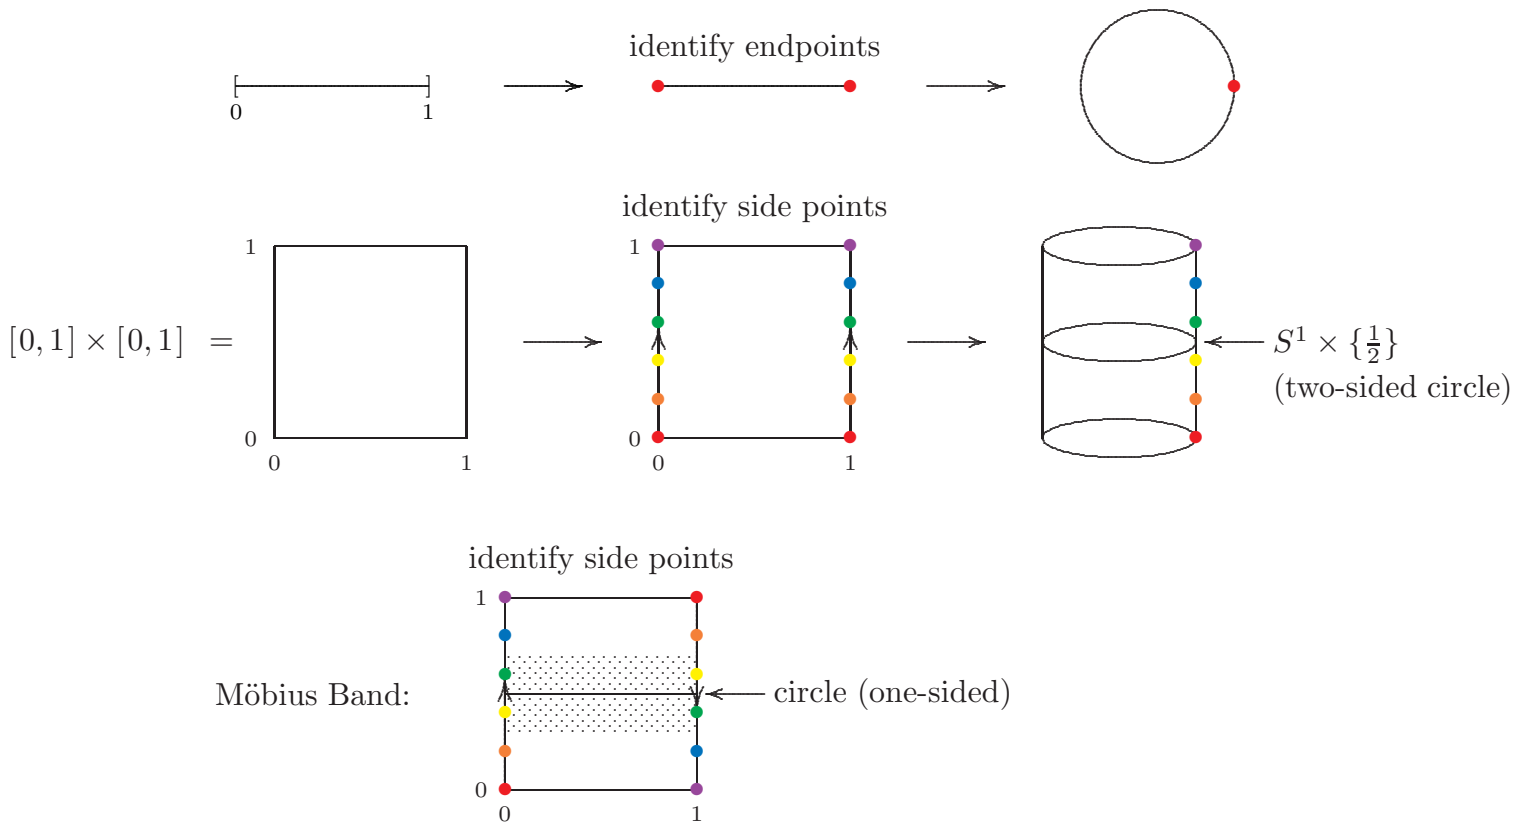 identify endpoints
[ ]
0 1
identify side points
1 1
[0, 1] × [0, 1] =
S¹ × {½}
(two-sided circle)
0 0
0 1 0 1
identify side points
1
Möbius Band:
circle (one-sided)
0
0 1